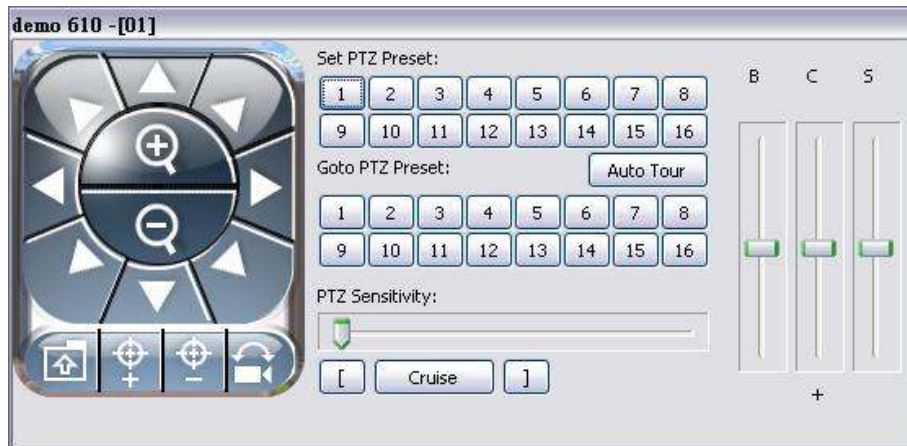 demo 610 -[01]
Set PTZ Preset:
1 2 3 4 5 6 7 8
9 10 11 12 13 14 15 16
Goto PTZ Preset:
Auto Tour
1 2 3 4 5 6 7 8
9 10 11 12 13 14 15 16
PTZ Sensitivity:
[ Cruise ]
B C S
+